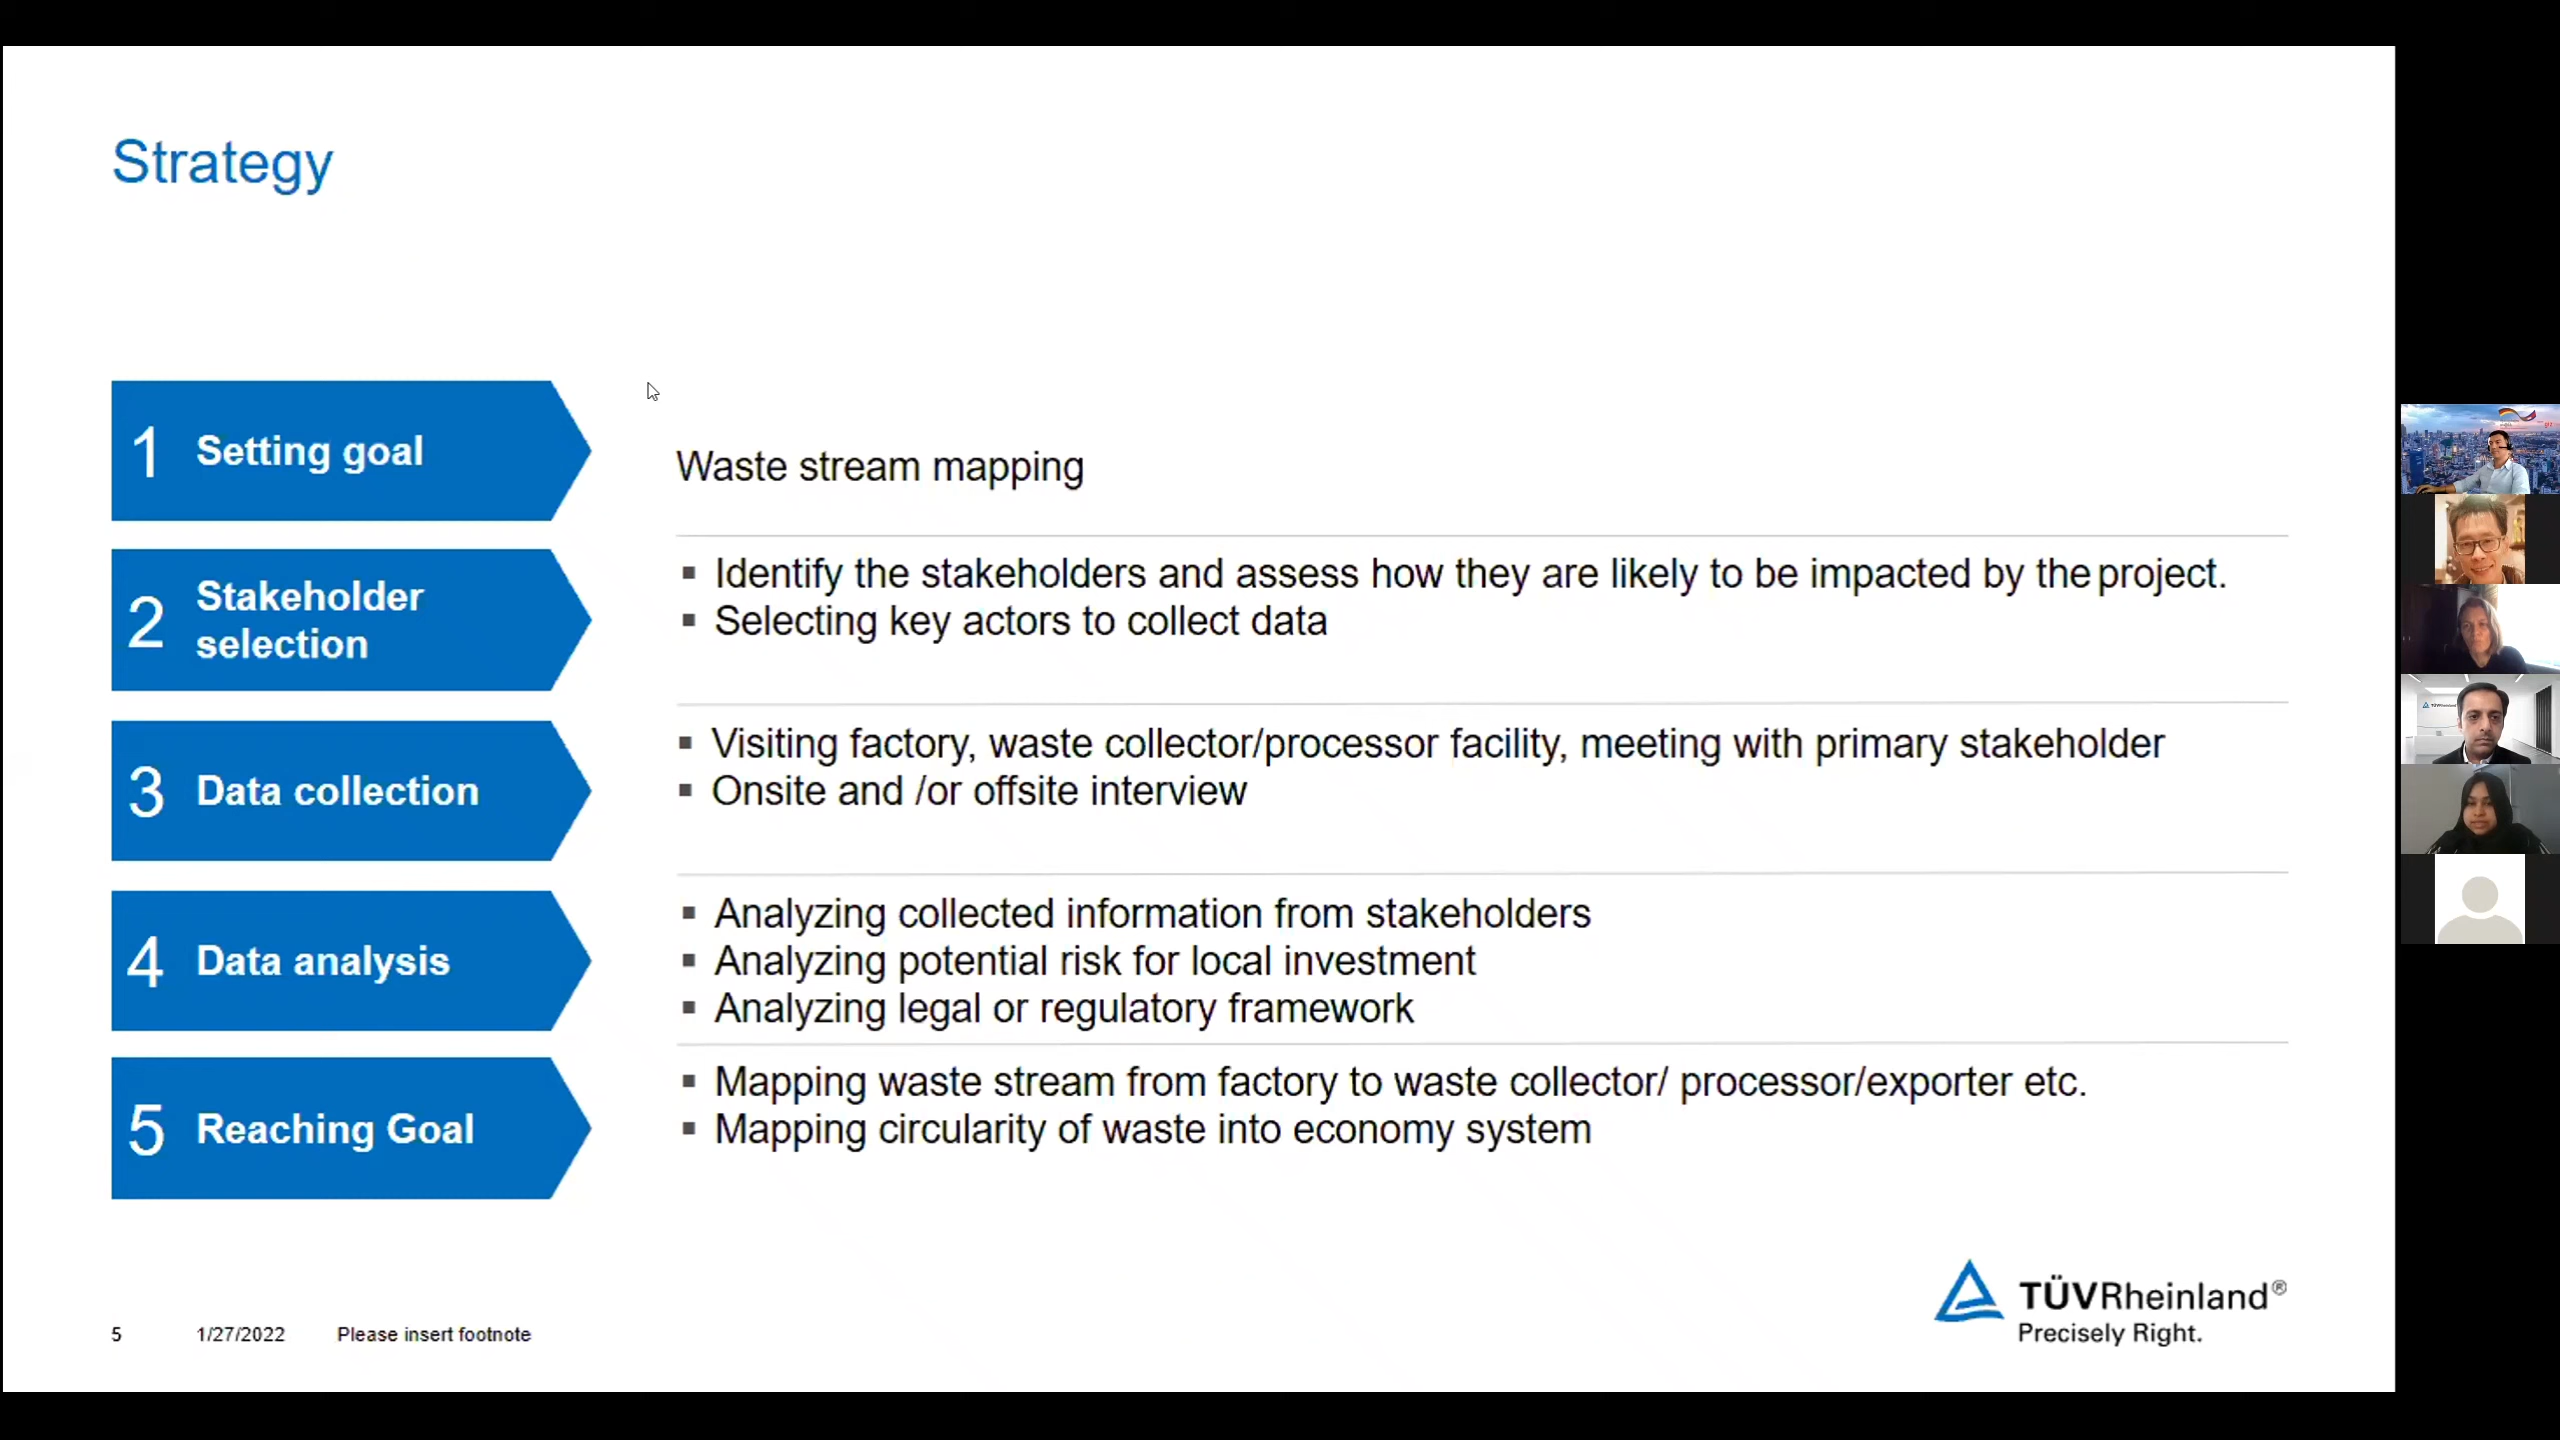 Strategy
1 Setting goal
Waste stream mapping
2 Stakeholder
selection
▪ Identify the stakeholders and assess how they are likely to be impacted by the project.
▪ Selecting key actors to collect data
3 Data collection
▪ Visiting factory, waste collector/processor facility, meeting with primary stakeholder
▪ Onsite and /or offsite interview
4 Data analysis
▪ Analyzing collected information from stakeholders
▪ Analyzing potential risk for local investment
▪ Analyzing legal or regulatory framework
5 Reaching Goal
▪ Mapping waste stream from factory to waste collector/ processor/exporter etc.
▪ Mapping circularity of waste into economy system
5 1/27/2022 Please insert footnote
TÜVRheinland®
Precisely Right.
TÜVRheinland